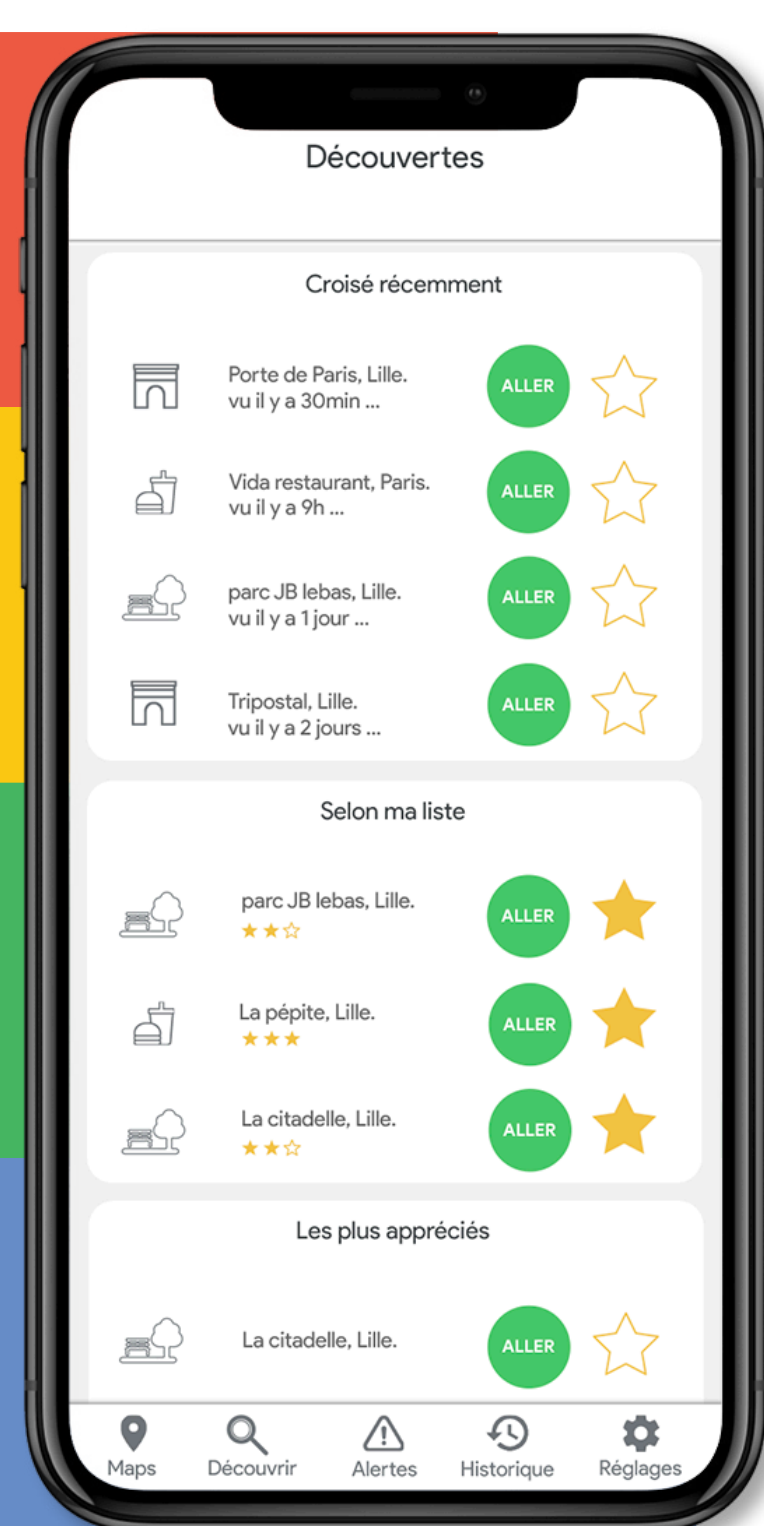 Découvertes
Croisé récemment
Porte de Paris, Lille.
vu il y a 30min ...
ALLER
Vida restaurant, Paris.
vu il y a 9h ...
ALLER
parc JB lebas, Lille.
vu il y a 1 jour ...
ALLER
Tripostal, Lille.
vu il y a 2 jours ...
ALLER
Selon ma liste
parc JB lebas, Lille.
ALLER
La pépite, Lille.
ALLER
La citadelle, Lille.
ALLER
Les plus appréciés
La citadelle, Lille.
ALLER
Maps Découvrir Alertes Historique Réglages